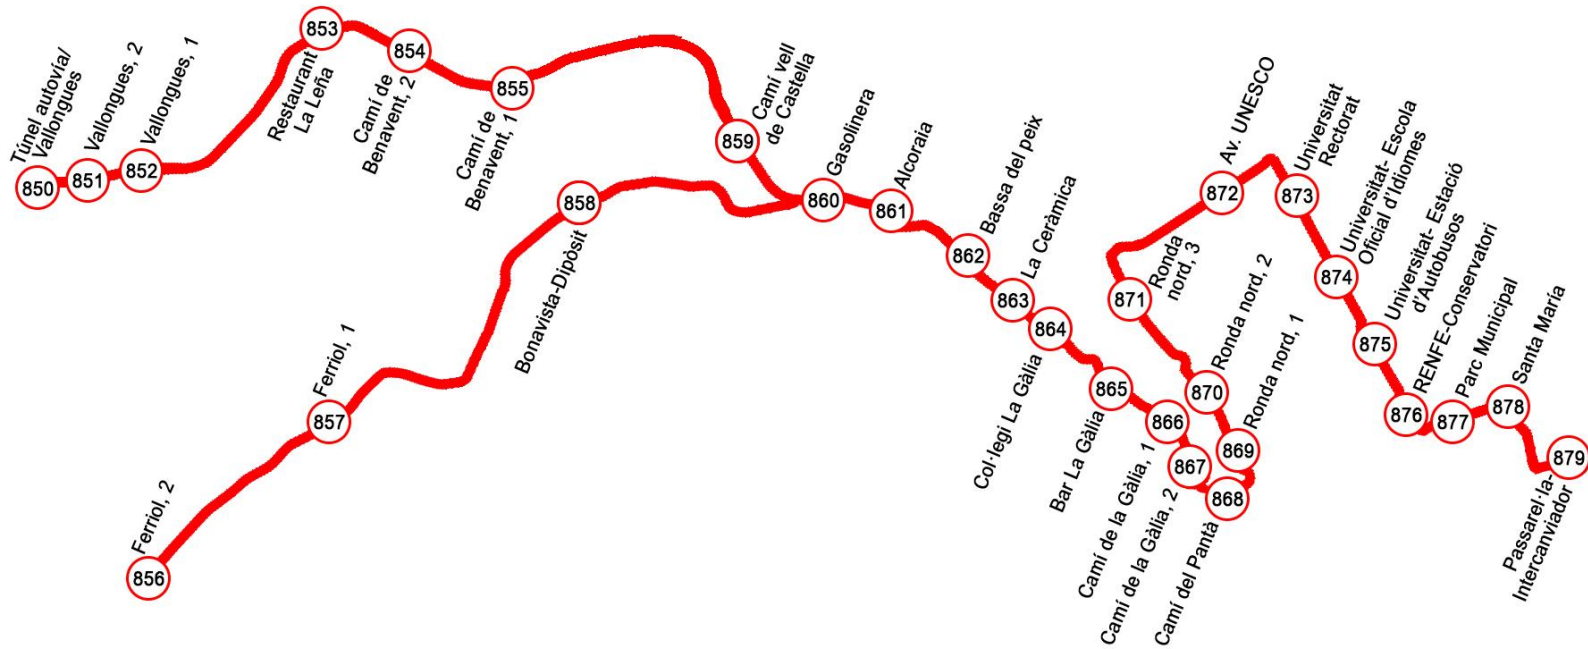 850
Túnel autovía/
Vallongues
851
Vallongues, 2
852
Vallongues, 1
853
Restaurant
La Leña
854
Camí de
Benavent, 2
855
Camí de
Benavent, 1
856
Ferriol, 2
857
Ferriol, 1
858
Bonavista-Dipòsit
859
Camí vell
de Castella
860
Gasolinera
861
Alcoraia
862
Bassa del peix
863
La Ceràmica
864
Col·legi La Gàlia
865
Bar La Gàlia
866
Camí de la Gàlia, 1
867
Camí de la Gàlia, 2
868
Camí del Pantà
869
Ronda nord, 1
870
Ronda nord, 2
871
Ronda
nord, 3
872
Av. UNESCO
873
Universitat
Rectorat
874
Universitat- Escola
Oficial d'Idiomes
875
Universitat- Estació
d'Autobusos
876
RENFE-Conservatori
877
Parc Municipal
878
Santa María
879
Passarel·la-
Intercanviador